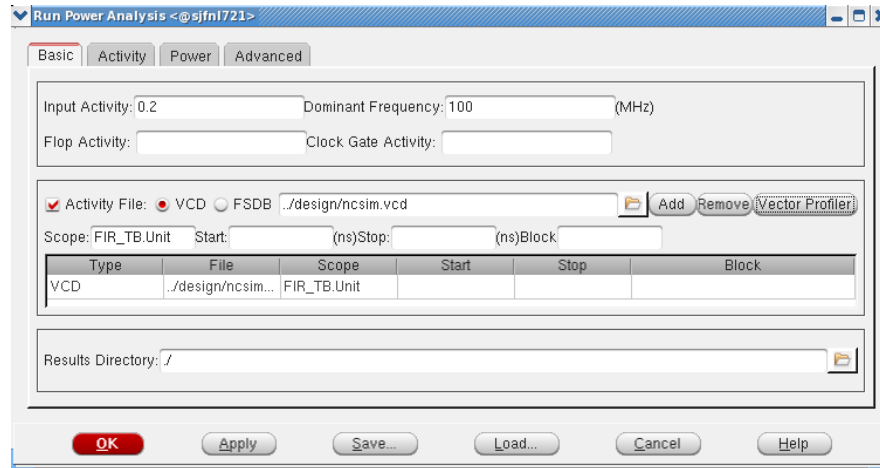 Run Power Analysis <@sjfnl721>
Basic Activity Power Advanced
Input Activity: 0.2 Dominant Frequency: 100 (MHz)
Flop Activity: Clock Gate Activity:
Activity File: VCD FSDB ../design/ncsim.vcd Add Remove Vector Profiler
Scope: FIR_TB.Unit Start: (ns) Stop: (ns) Block
Type File Scope Start Stop Block
VCD ../design/ncsim... FIR_TB.Unit
Results Directory: ./
OK Apply Save... Load... Cancel Help